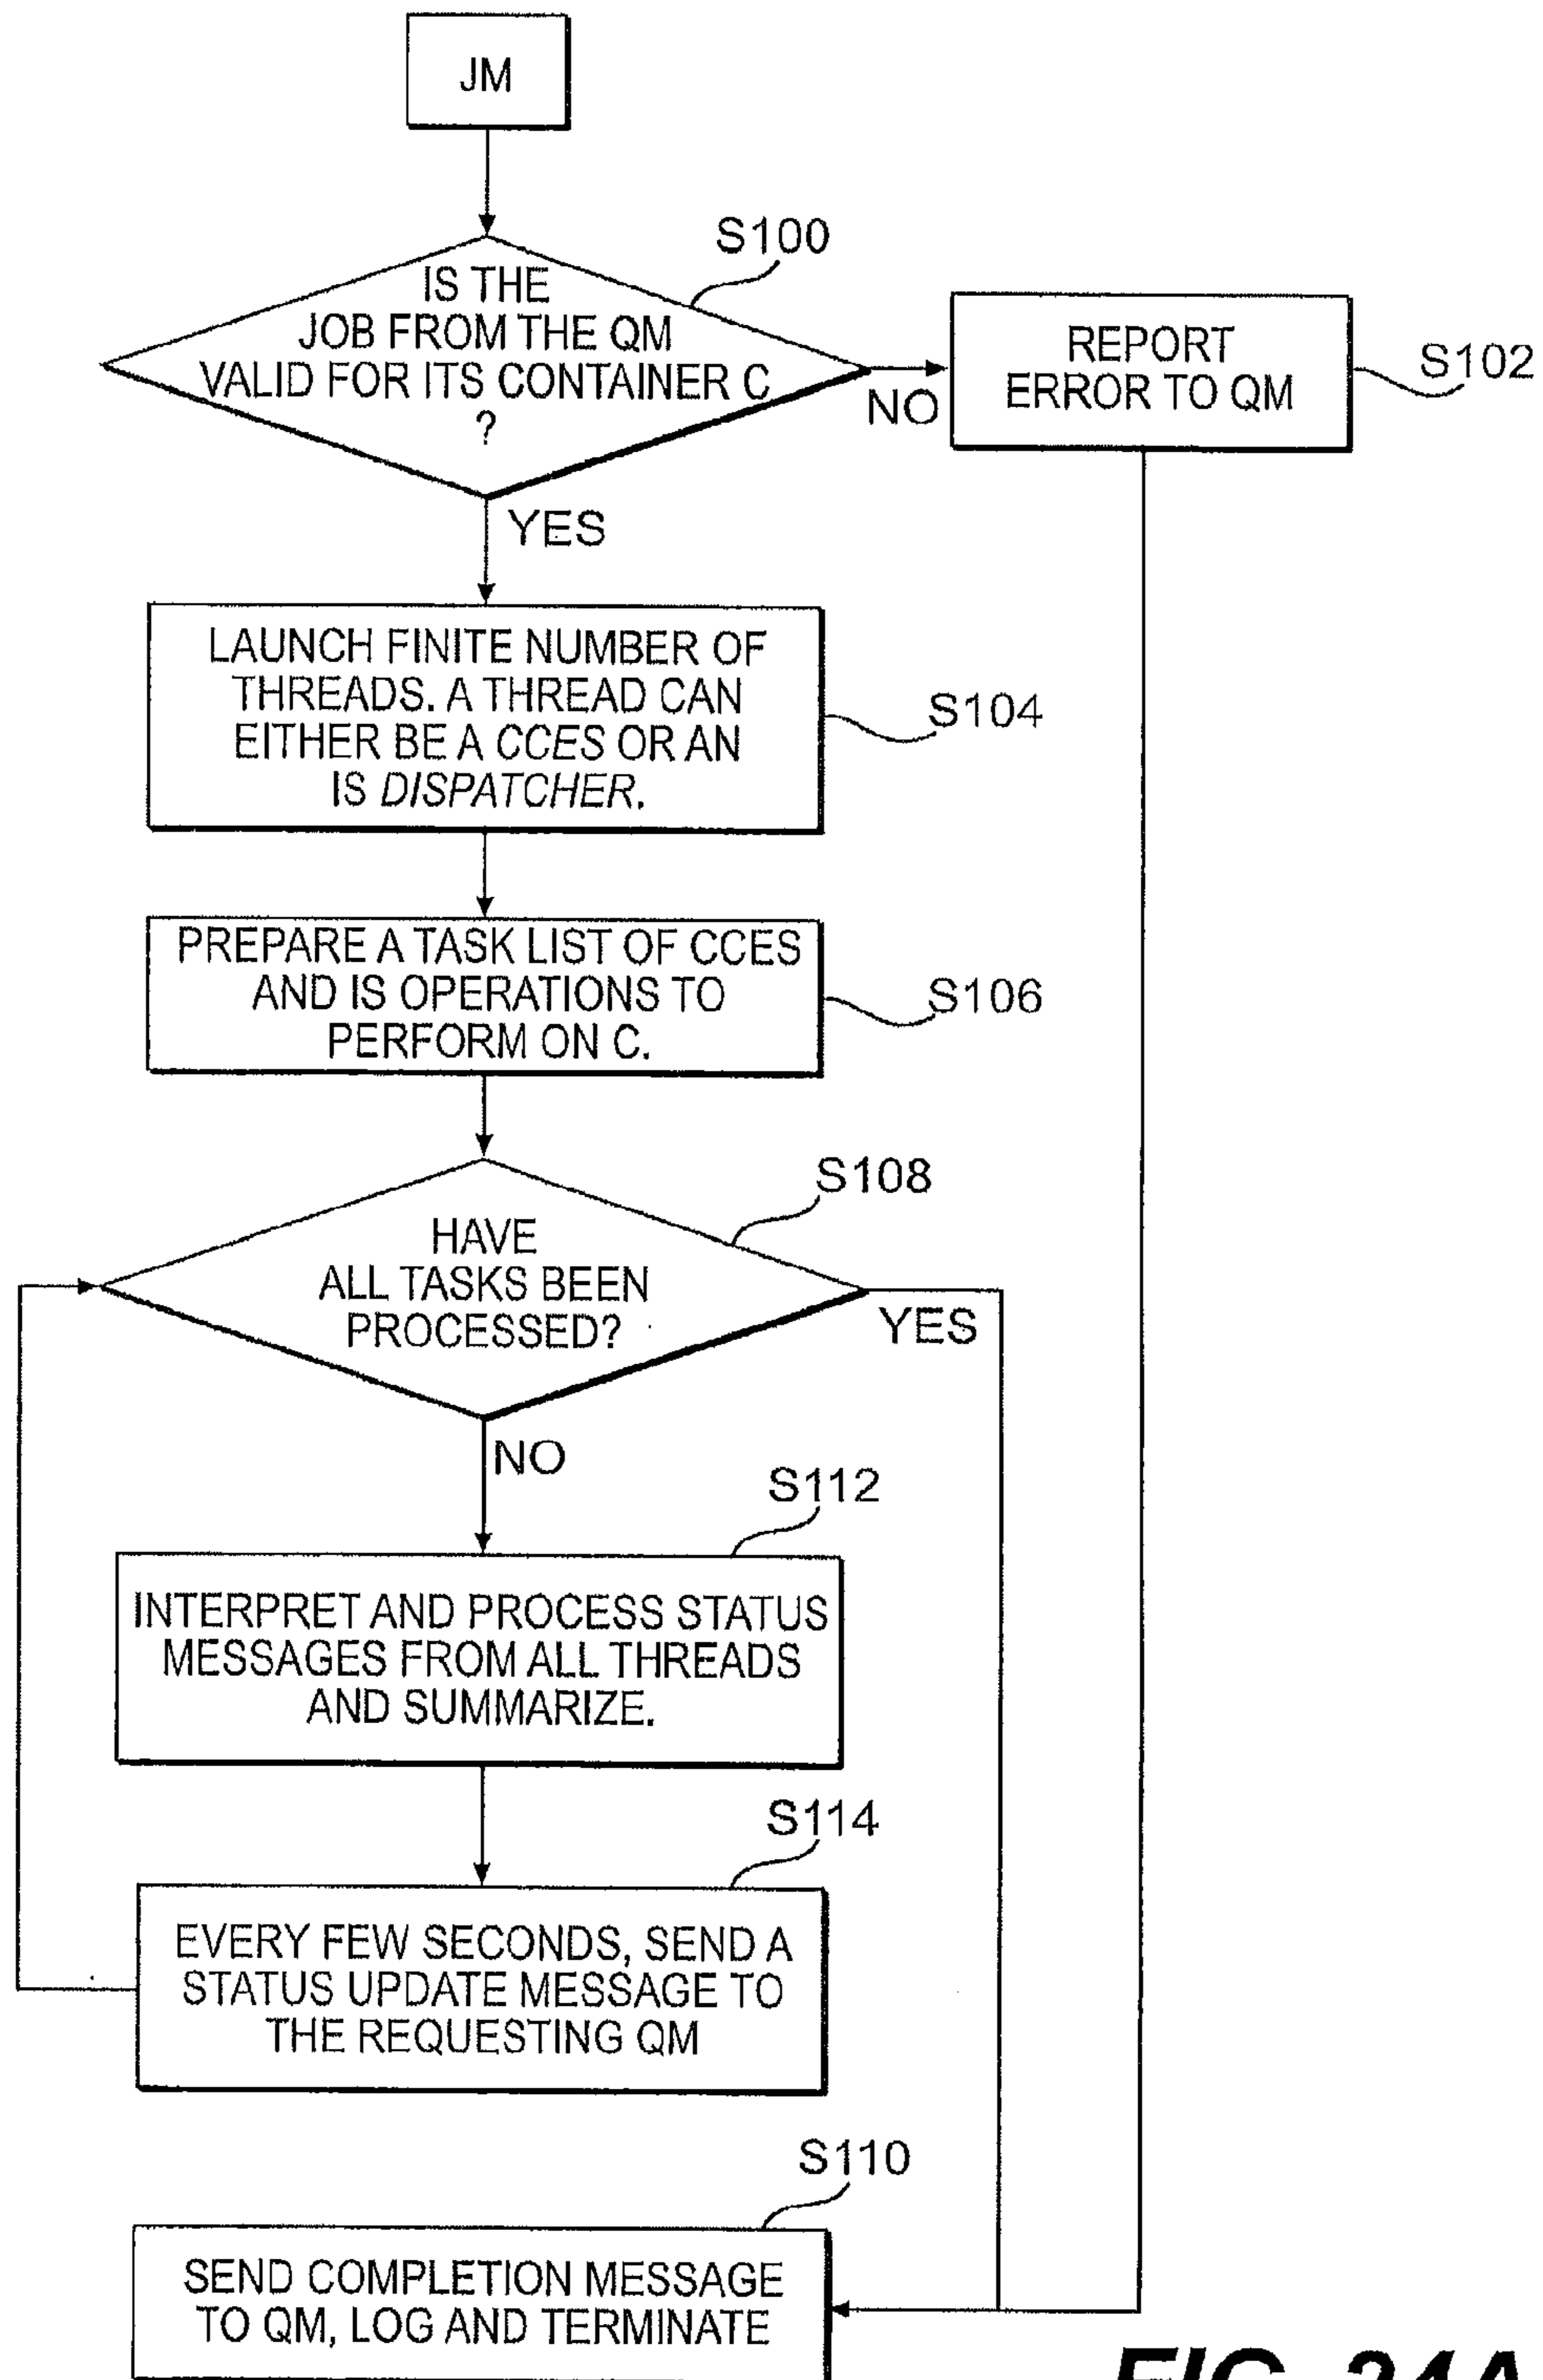 JM
S100
IS THE
JOB FROM THE QM
VALID FOR ITS CONTAINER C
?
NO
REPORT
ERROR TO QM
S102
YES
LAUNCH FINITE NUMBER OF
THREADS. A THREAD CAN
EITHER BE A CCES OR AN
IS DISPATCHER.
S104
PREPARE A TASK LIST OF CCES
AND IS OPERATIONS TO
PERFORM ON C.
S106
S108
HAVE
ALL TASKS BEEN
PROCESSED?
YES
NO
S112
INTERPRET AND PROCESS STATUS
MESSAGES FROM ALL THREADS
AND SUMMARIZE.
S114
EVERY FEW SECONDS, SEND A
STATUS UPDATE MESSAGE TO
THE REQUESTING QM
S110
SEND COMPLETION MESSAGE
TO QM, LOG AND TERMINATE
FIG. 24A